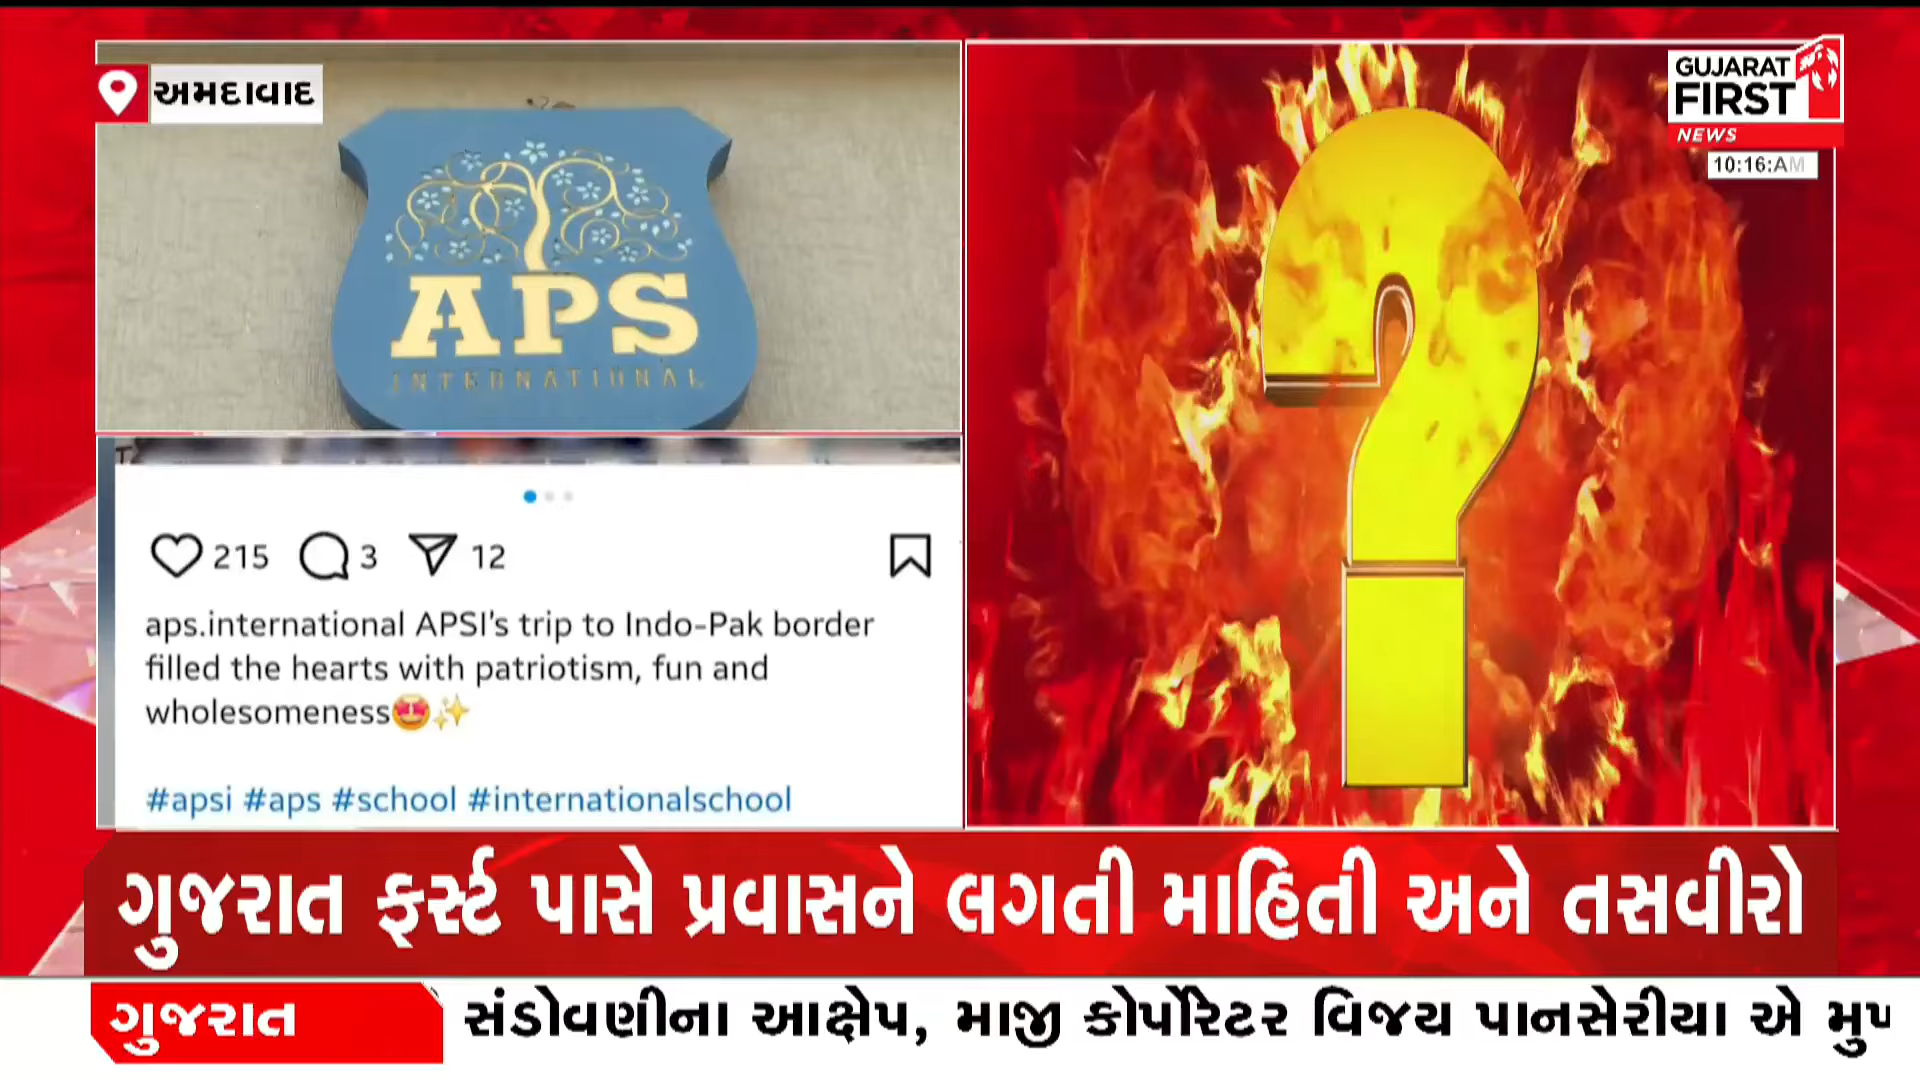 અમદાવાદ
APS
INTERNATIONAL
215 3 12
aps.international APSI's trip to Indo-Pak border
filled the hearts with patriotism, fun and
wholesomeness🤩✨
#apsi #aps #school #internationalschool
GUJARAT
FIRST
NEWS
10:16:AM
ગુજરાત ફર્સ્ટ પાસે પ્રવાસને લગતી માહિતી અને તસવીરો
ગુજરાત
સંડોવણીના આક્ષેપ, માજી કોર્પોરેટર વિજય પાનસેરીયા એ